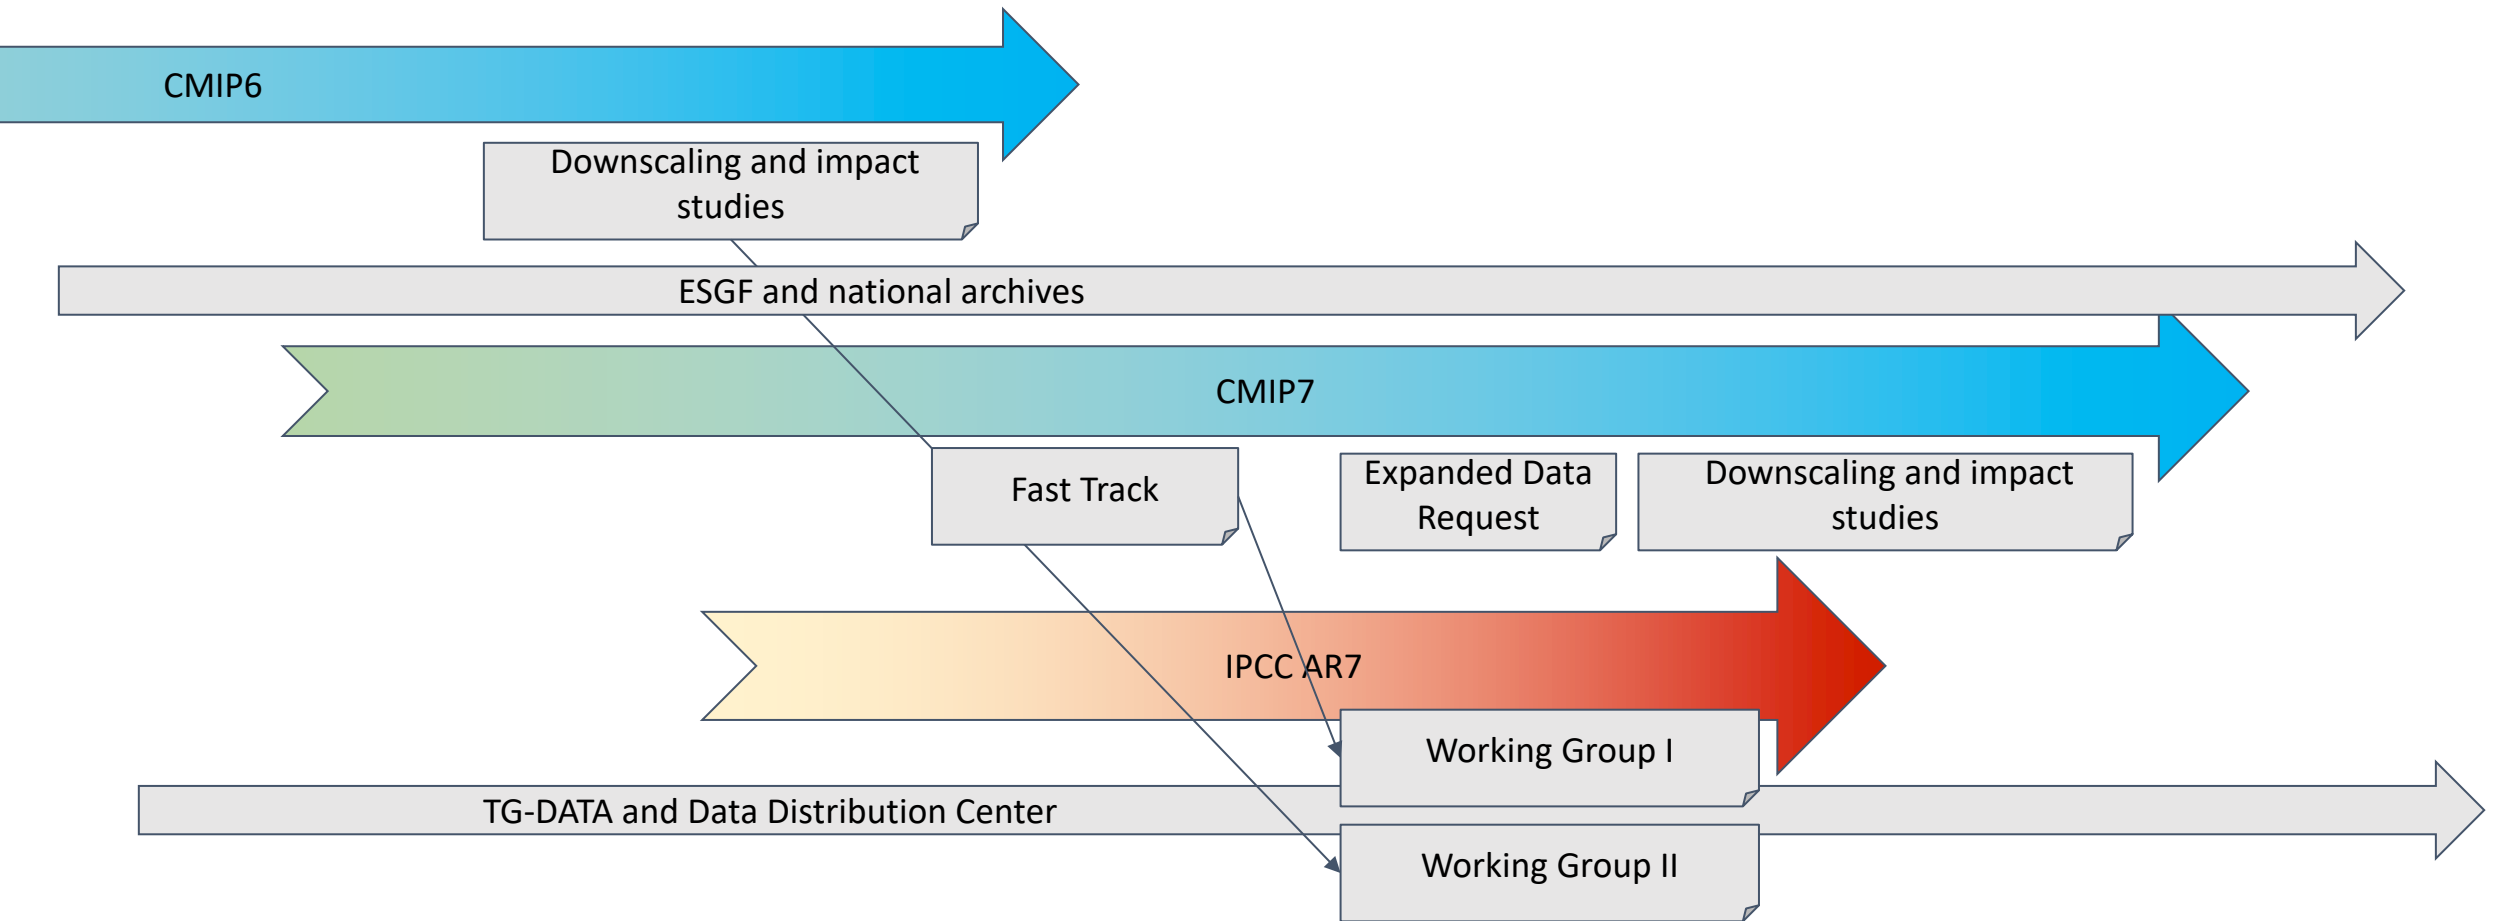 CMIP6
Downscaling and impact
studies
ESGF and national archives
CMIP7
Fast Track
Expanded Data
Request
Downscaling and impact
studies
IPCC AR7
Working Group I
TG-DATA and Data Distribution Center
Working Group II